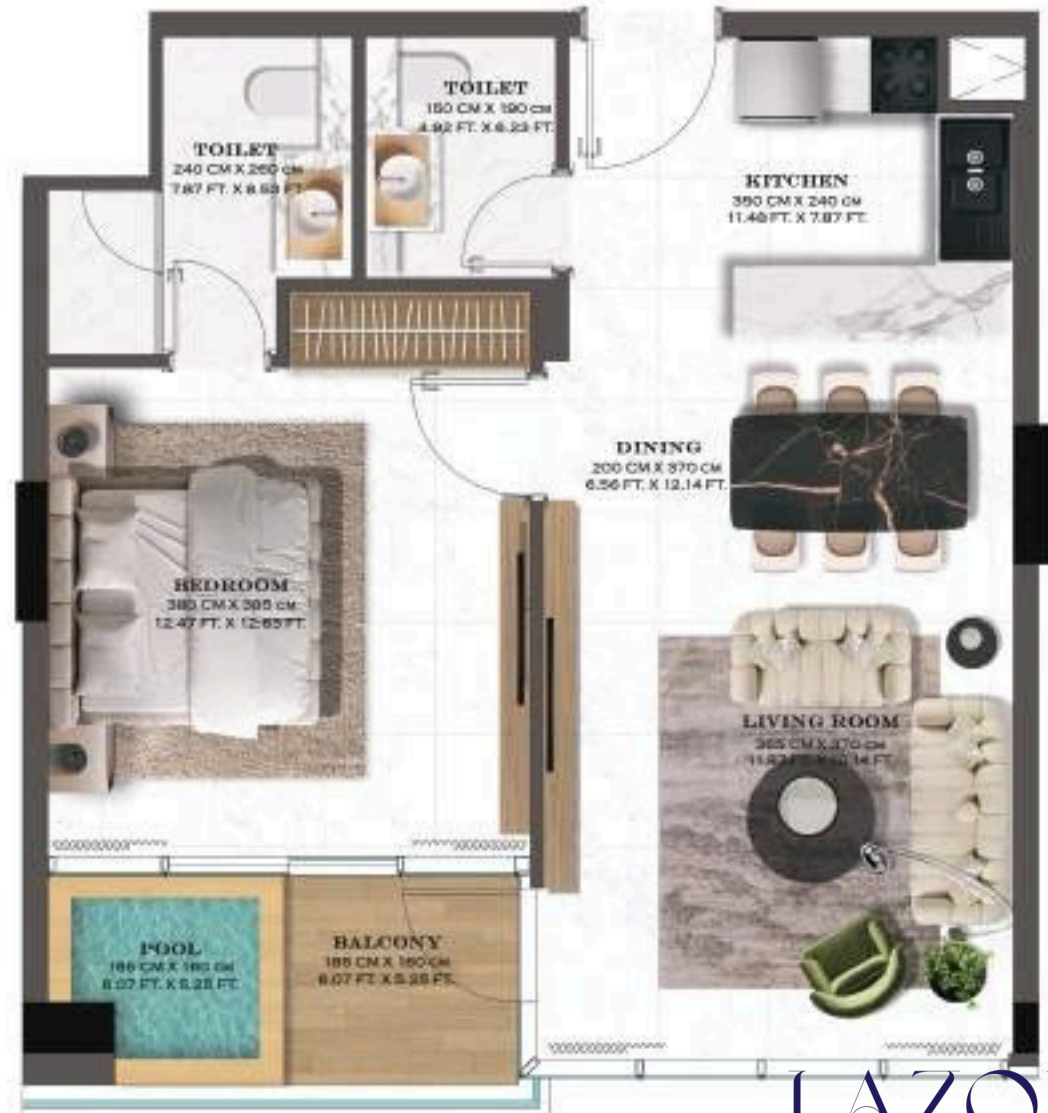 TOILET
150 CM X 190 CM
4.92 FT. X 6.23 FT.
TOILET
240 CM X 260 CM
7.87 FT. X 8.53 FT.
KITCHEN
350 CM X 240 CM
11.48 FT. X 7.87 FT.
DINING
200 CM X 370 CM
6.56 FT. X 12.14 FT.
BEDROOM
380 CM X 385 CM
12.47 FT. X 12.63 FT.
LIVING ROOM
365 CM X 370 CM
12.14 FT.
POOL
185 CM X 160 CM
6.07 FT. X 5.25 FT.
BALCONY
185 CM X 160 CM
6.07 FT. X 5.25 FT.